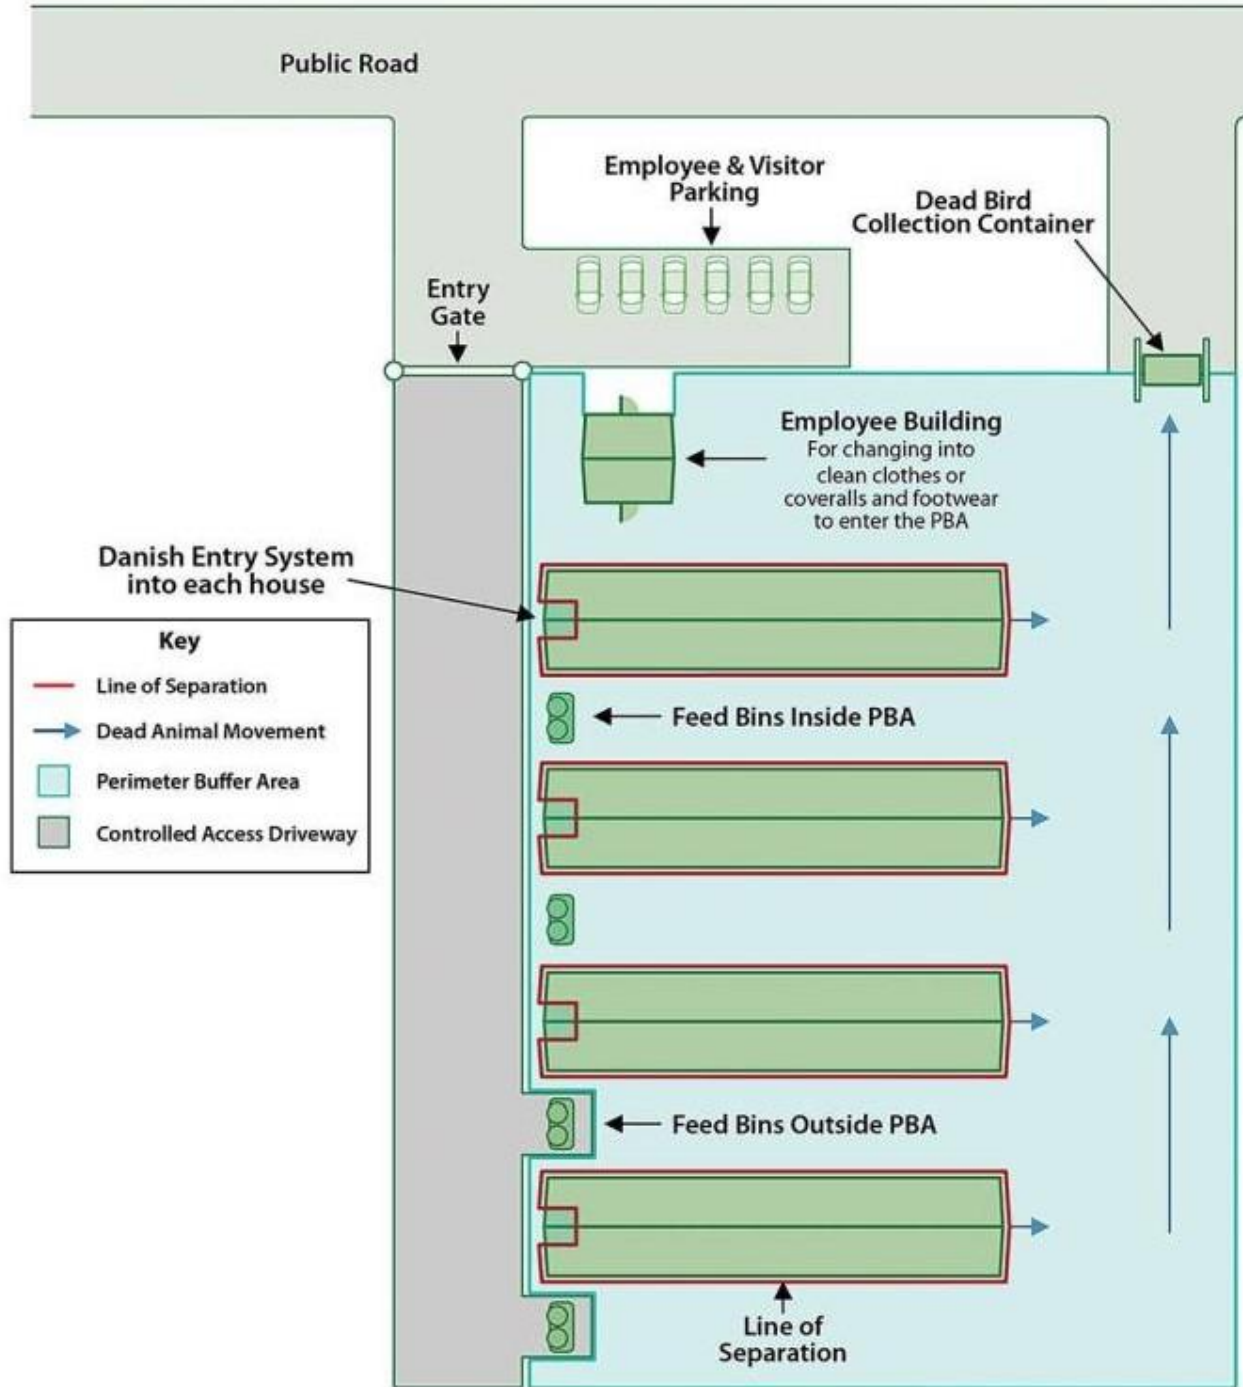 Public Road
Employee & Visitor
Parking
Dead Bird
Collection Container
Entry
Gate
Employee Building
For changing into
clean clothes or
coveralls and footwear
to enter the PBA
Danish Entry System
into each house
Key
Line of Separation
Dead Animal Movement
Perimeter Buffer Area
Controlled Access Driveway
Feed Bins Inside PBA
Feed Bins Outside PBA
Line of
Separation